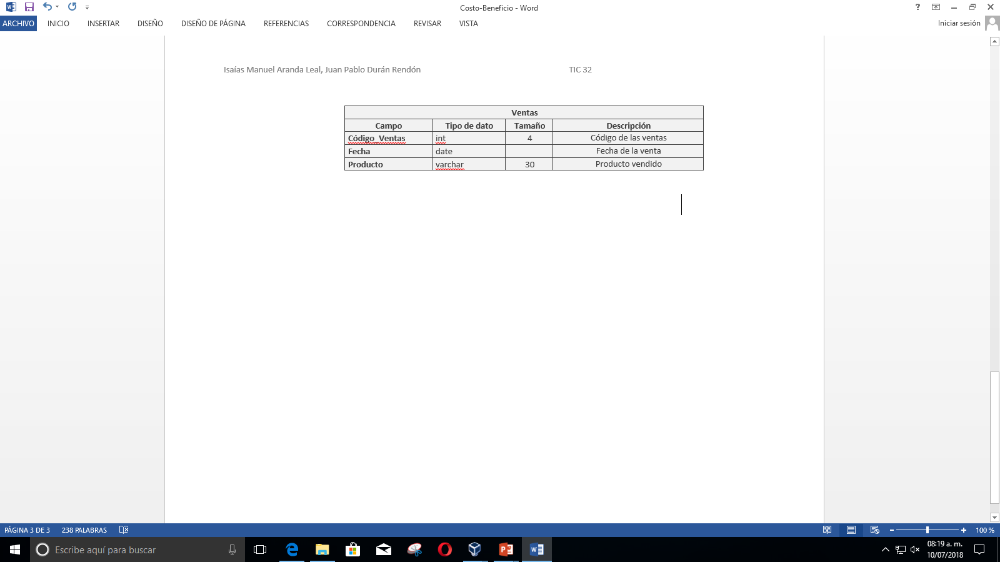 Costo-Beneficio - Word
ARCHIVO INICIO INSERTAR DISEÑO DISEÑO DE PÁGINA REFERENCIAS CORRESPONDENCIA REVISAR VISTA Iniciar sesión
Isaías Manuel Aranda Leal, Juan Pablo Durán Rendón TIC 32
Ventas
Campo Tipo de dato Tamaño Descripción
Código_Ventas int 4 Código de las ventas
Fecha date Fecha de la venta
Producto varchar 30 Producto vendido
PÁGINA 3 DE 3 238 PALABRAS 100 %
Escribe aquí para buscar
08:19 a. m.
10/07/2018